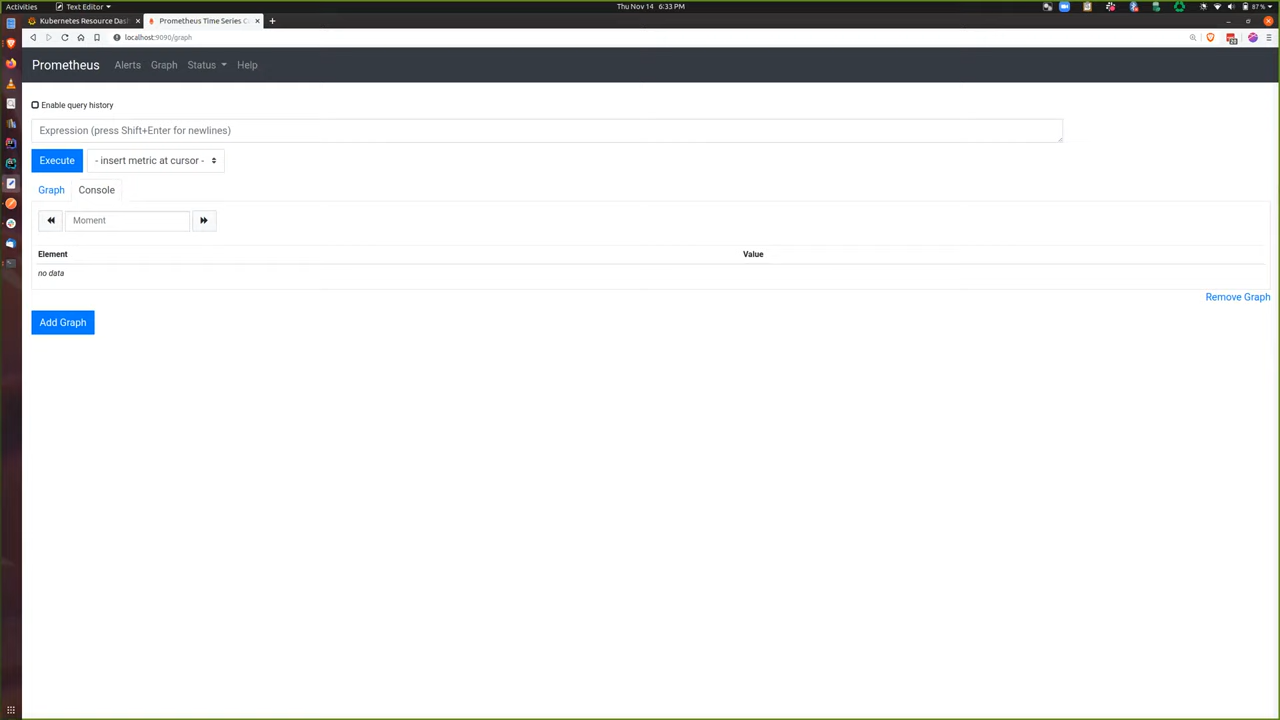 Activities Text Editor Thu Nov 14 6:33 PM 87 %
Kubernetes Resource Das Prometheus Time Series C
localhost:9090/graph
Prometheus Alerts Graph Status Help
Enable query history
Expression (press Shift+Enter for newlines)
Execute - insert metric at cursor -
Graph Console
Moment
Element Value
no data
Remove Graph
Add Graph